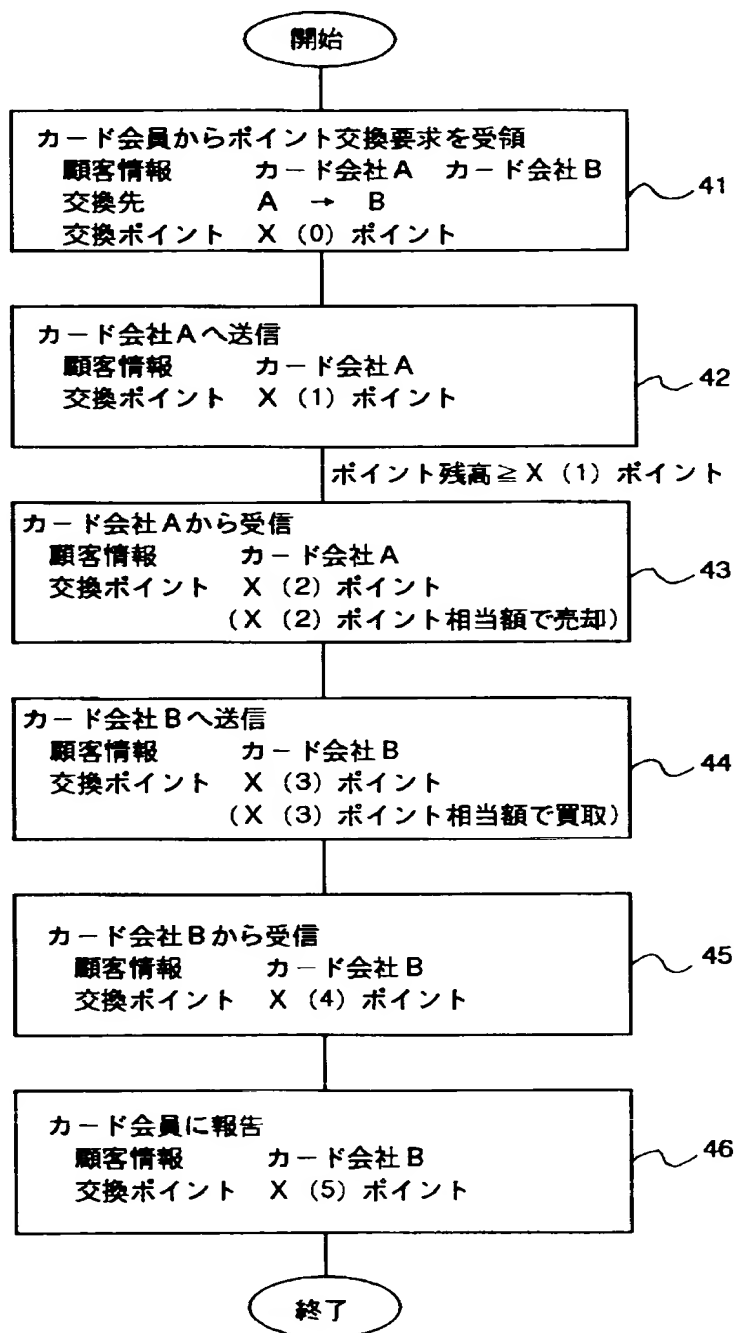 開始
カード会員からポイント交換要求を受領
顧客情報 カード会社A カード会社B
交換先 A → B
交換ポイント X (0) ポイント
41
カード会社Aへ送信
顧客情報 カード会社A
交換ポイント X (1) ポイント
42
ポイント残高≧X (1) ポイント
カード会社Aから受信
顧客情報 カード会社A
交換ポイント X (2) ポイント
(X (2) ポイント相当額で売却)
43
カード会社Bへ送信
顧客情報 カード会社B
交換ポイント X (3) ポイント
(X (3) ポイント相当額で買取)
44
カード会社Bから受信
顧客情報 カード会社B
交換ポイント X (4) ポイント
45
カード会員に報告
顧客情報 カード会社B
交換ポイント X (5) ポイント
46
終了